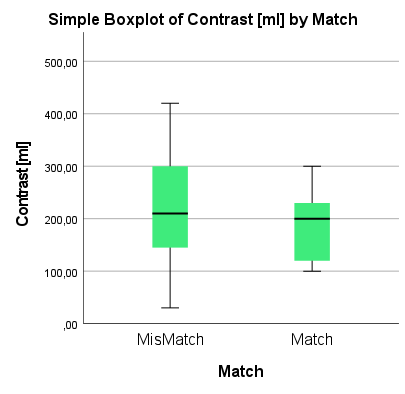 Simple Boxplot of Contrast [ml] by Match
500,00
400,00
300,00
200,00
100,00
,00
Contrast [ml]
MisMatch
Match
Match